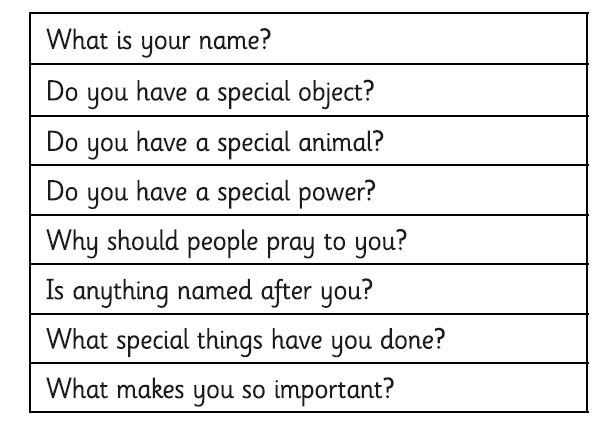 What is your name?
Do you have a special object?
Do you have a special animal?
Do you have a special power?
Why should people pray to you?
Is anything named after you?
What special things have you done?
What makes you so important?